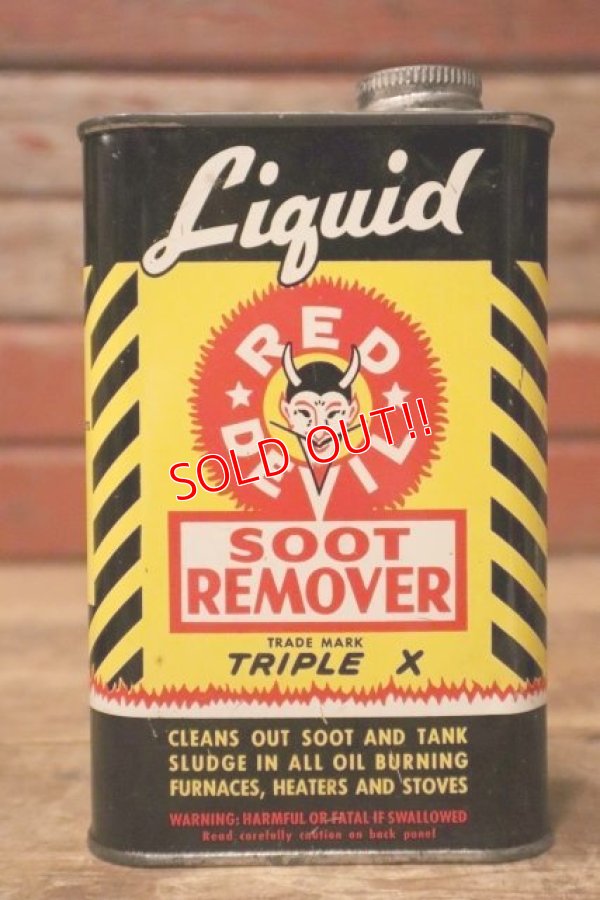 Liquid
RED
DEVIL
SOLD OUT!!
SOOT
REMOVER
TRADE MARK
TRIPLE X
CLEANS OUT SOOT AND TANK
SLUDGE IN ALL OIL BURNING
FURNACES, HEATERS AND STOVES
WARNING: HARMFUL OR FATAL IF SWALLOWED
Read carefully caution on back panel